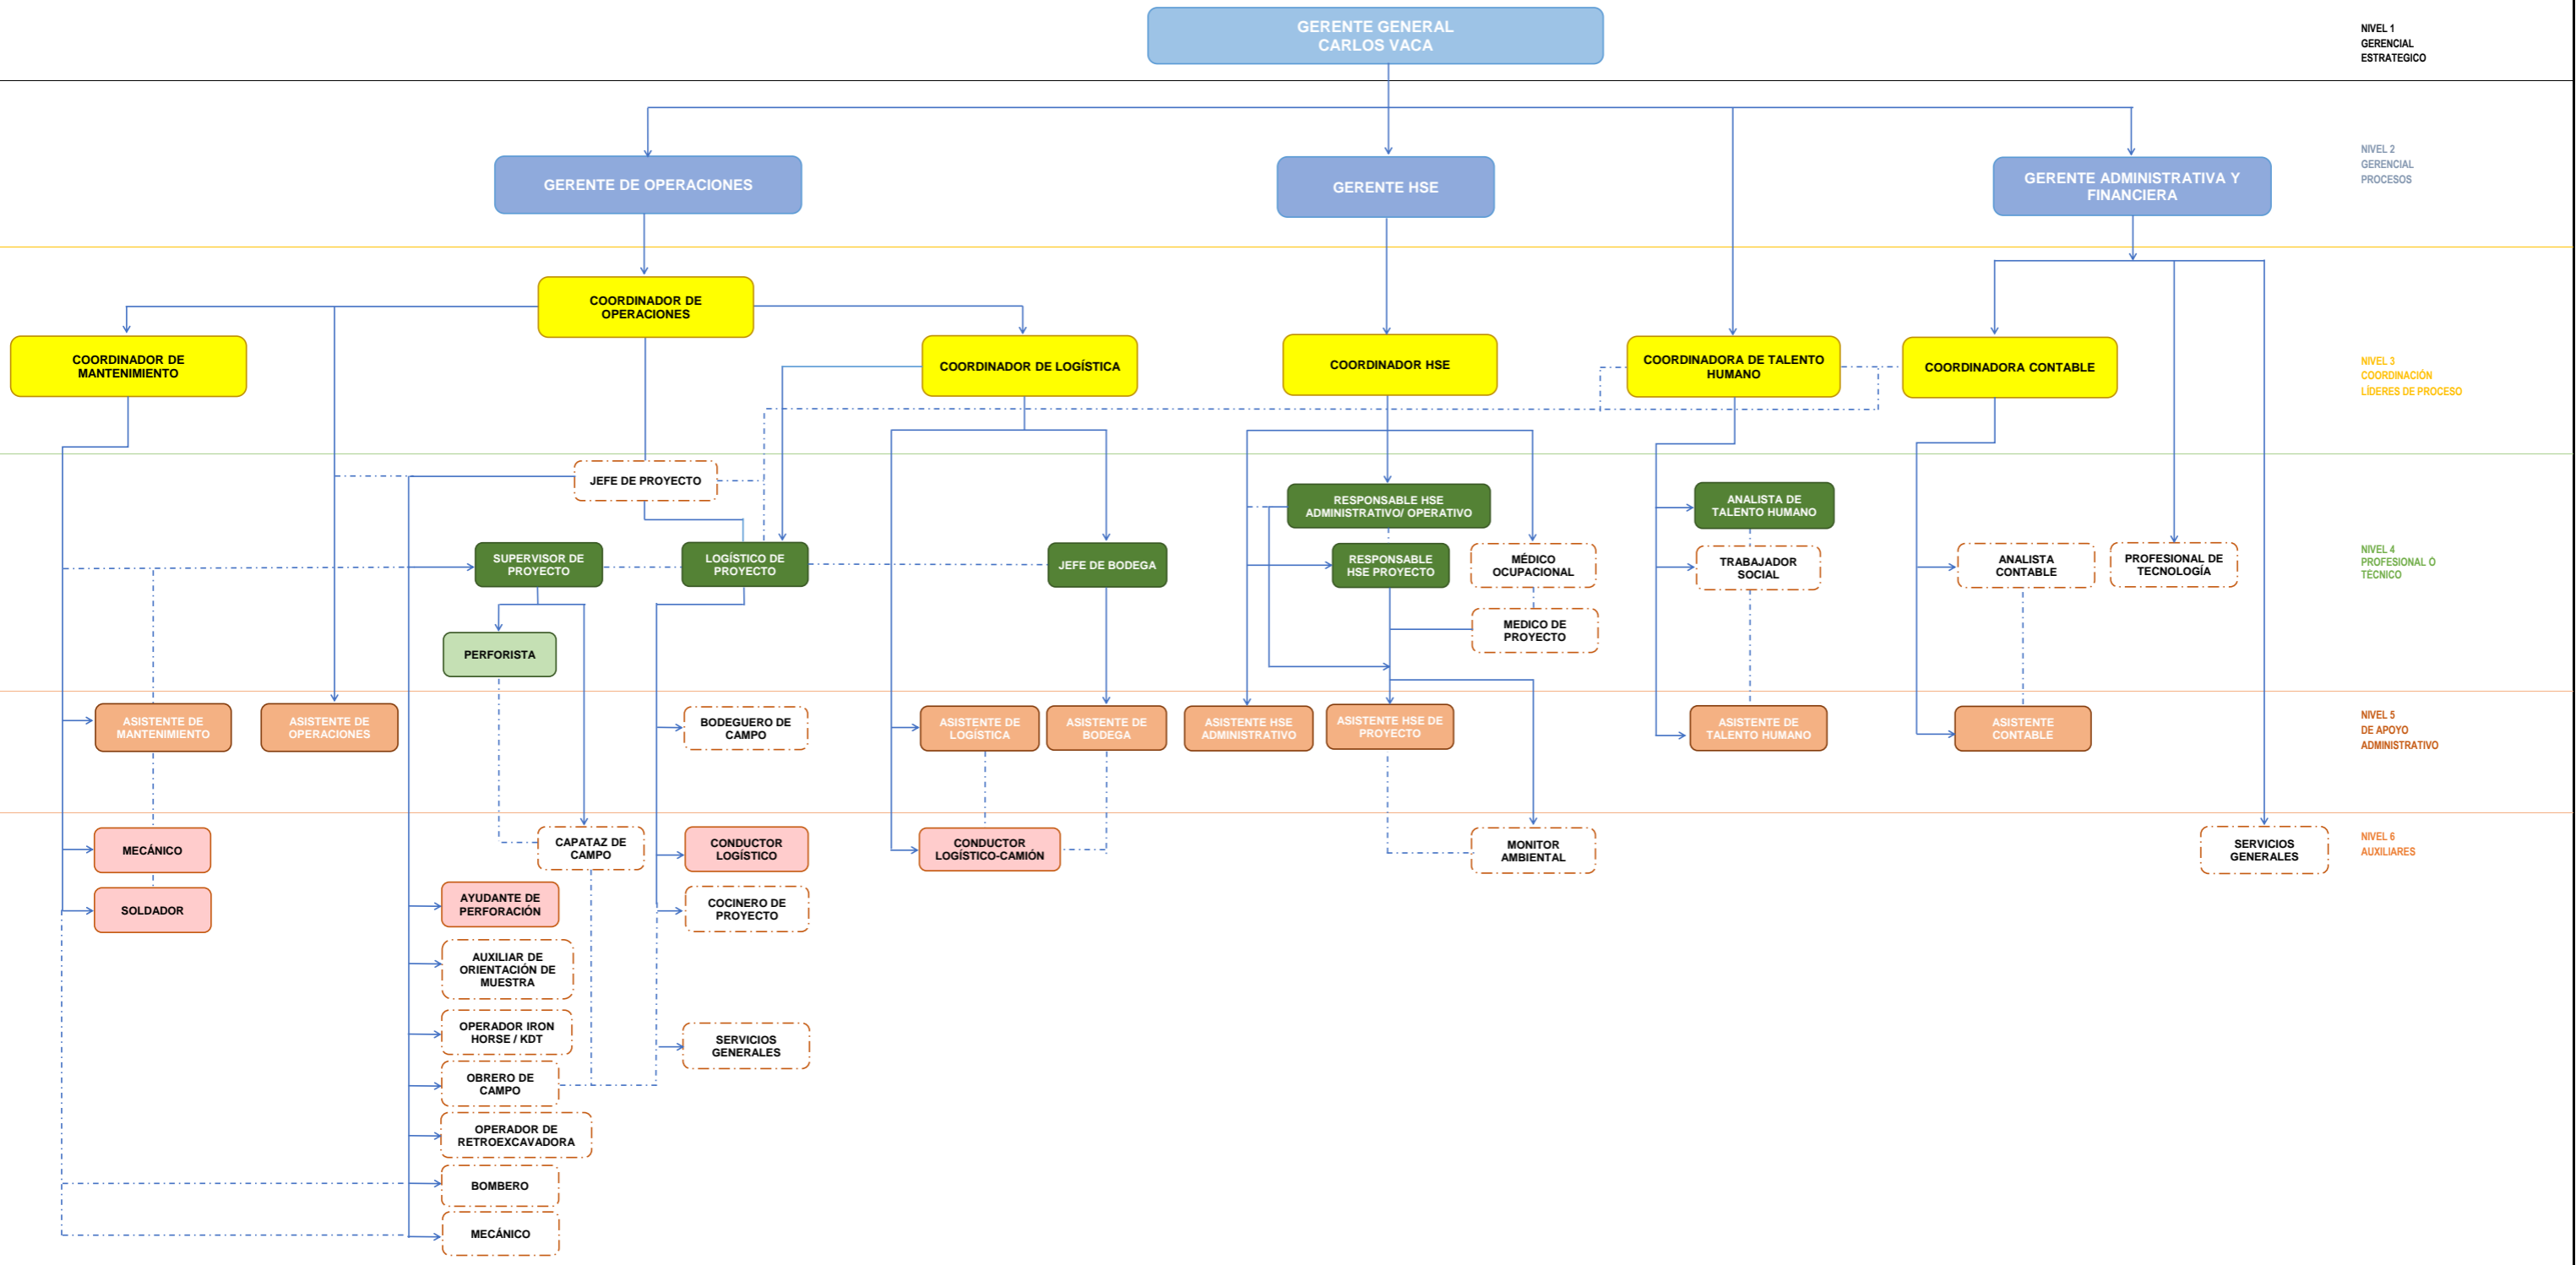 GERENTE GENERAL
CARLOS VACA
NIVEL 1
GERENCIAL
ESTRATEGICO
GERENTE DE OPERACIONES
GERENTE HSE
GERENTE ADMINISTRATIVA Y
FINANCIERA
NIVEL 2
GERENCIAL
PROCESOS
COORDINADOR DE
OPERACIONES
COORDINADOR DE
MANTENIMIENTO
COORDINADOR DE LOGÍSTICA
COORDINADOR HSE
COORDINADORA DE TALENTO
HUMANO
COORDINADORA CONTABLE
NIVEL 3
COORDINACIÓN
LÍDERES DE PROCESO
JEFE DE PROYECTO
RESPONSABLE HSE
ADMINISTRATIVO/ OPERATIVO
ANALISTA DE
TALENTO HUMANO
SUPERVISOR DE
PROYECTO
LOGÍSTICO DE
PROYECTO
JEFE DE BODEGA
RESPONSABLE
HSE PROYECTO
MÉDICO
OCUPACIONAL
TRABAJADOR
SOCIAL
ANALISTA
CONTABLE
PROFESIONAL DE
TECNOLOGÍA
NIVEL 4
PROFESIONAL O
TÉCNICO
MEDICO DE
PROYECTO
PERFORISTA
ASISTENTE DE
MANTENIMIENTO
ASISTENTE DE
OPERACIONES
BODEGUERO DE
CAMPO
ASISTENTE DE
LOGÍSTICA
ASISTENTE DE
BODEGA
ASISTENTE HSE
ADMINISTRATIVO
ASISTENTE HSE DE
PROYECTO
ASISTENTE DE
TALENTO HUMANO
ASISTENTE
CONTABLE
NIVEL 5
DE APOYO
ADMINISTRATIVO
MECÁNICO
CAPATAZ DE
CAMPO
CONDUCTOR
LOGÍSTICO
CONDUCTOR
LOGÍSTICO-CAMIÓN
MONITOR
AMBIENTAL
SERVICIOS
GENERALES
NIVEL 6
AUXILIARES
SOLDADOR
AYUDANTE DE
PERFORACIÓN
COCINERO DE
PROYECTO
AUXILIAR DE
ORIENTACIÓN DE
MUESTRA
OPERADOR IRON
HORSE / KDT
SERVICIOS
GENERALES
OBRERO DE
CAMPO
OPERADOR DE
RETROEXCAVADORA
BOMBERO
MECÁNICO